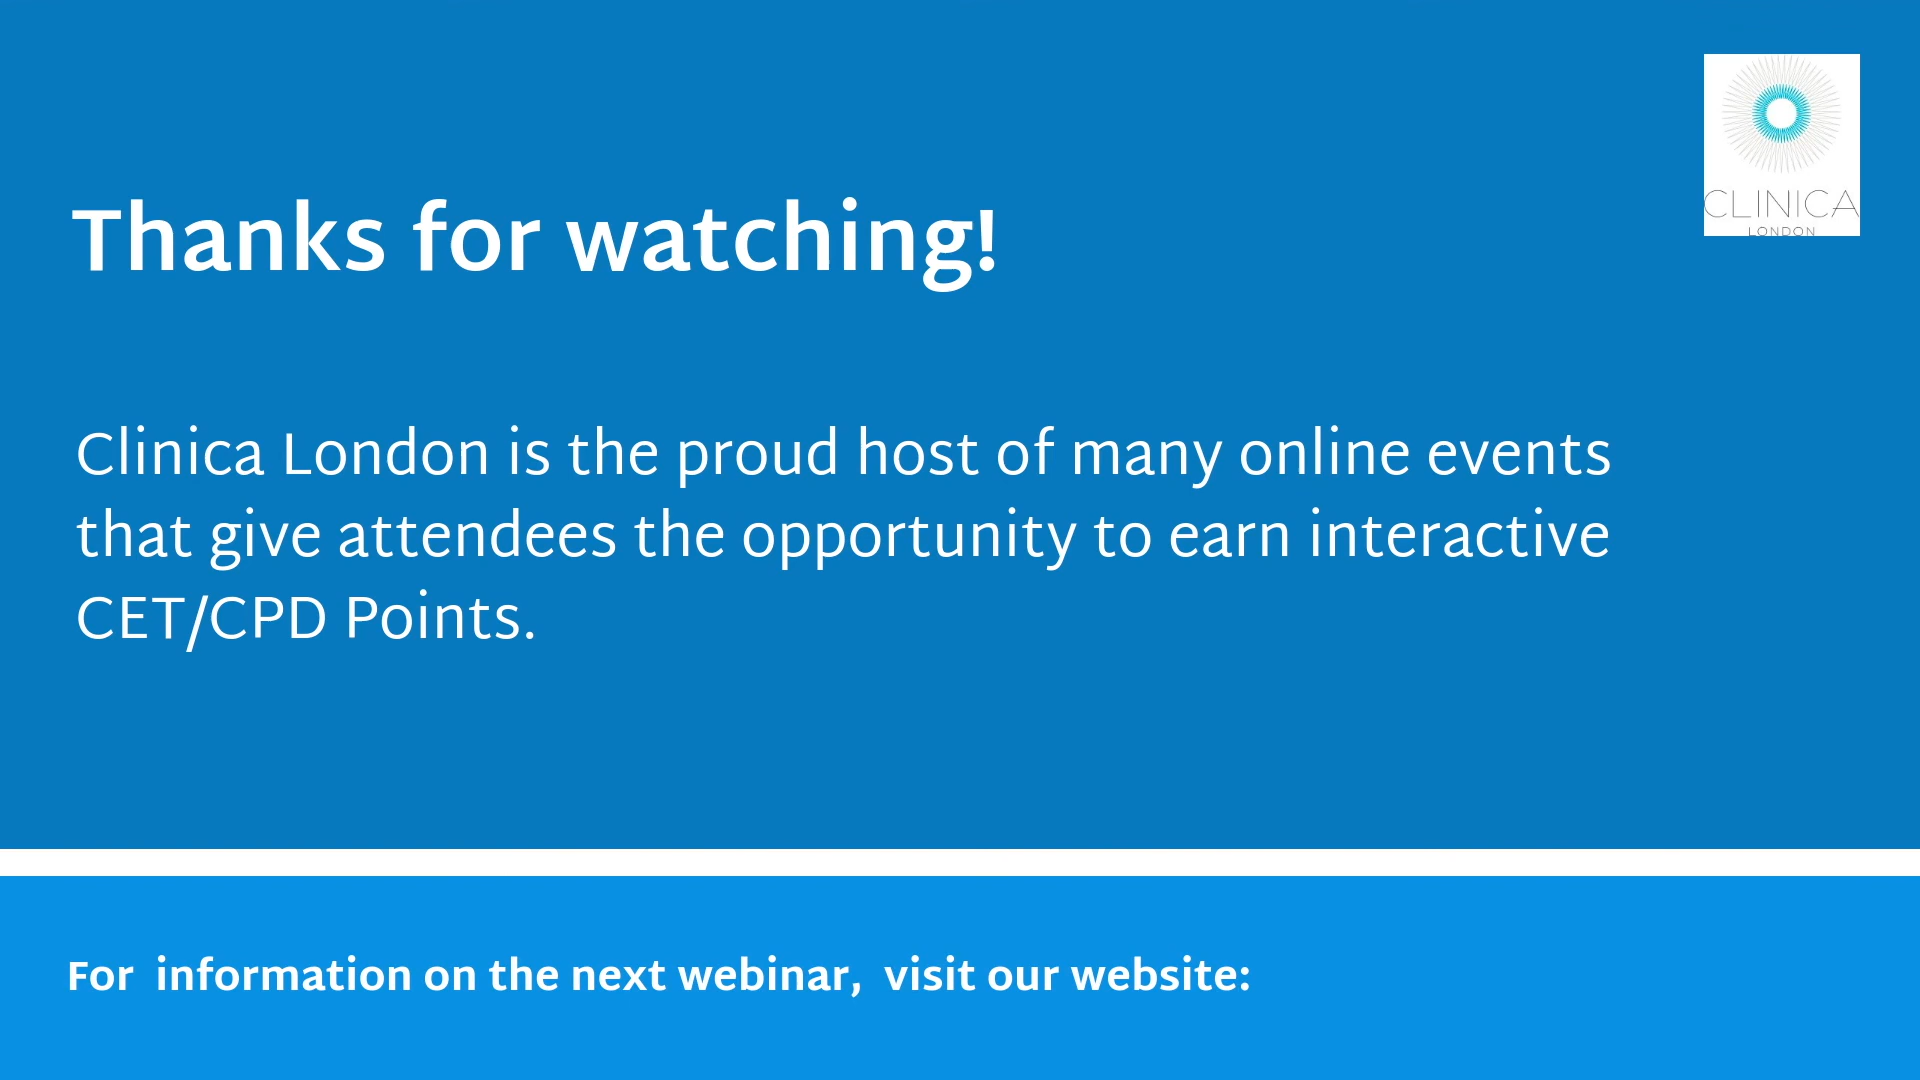 CLINICA
LONDON
Thanks for watching!
Clinica London is the proud host of many online events
that give attendees the opportunity to earn interactive
CET/CPD Points.
For  information on the next webinar,  visit our website: